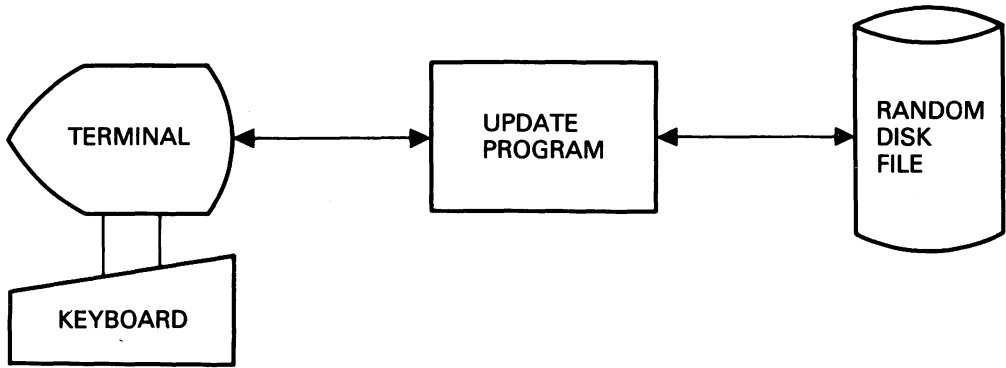 TERMINAL
UPDATE
PROGRAM
RANDOM
DISK
FILE
KEYBOARD